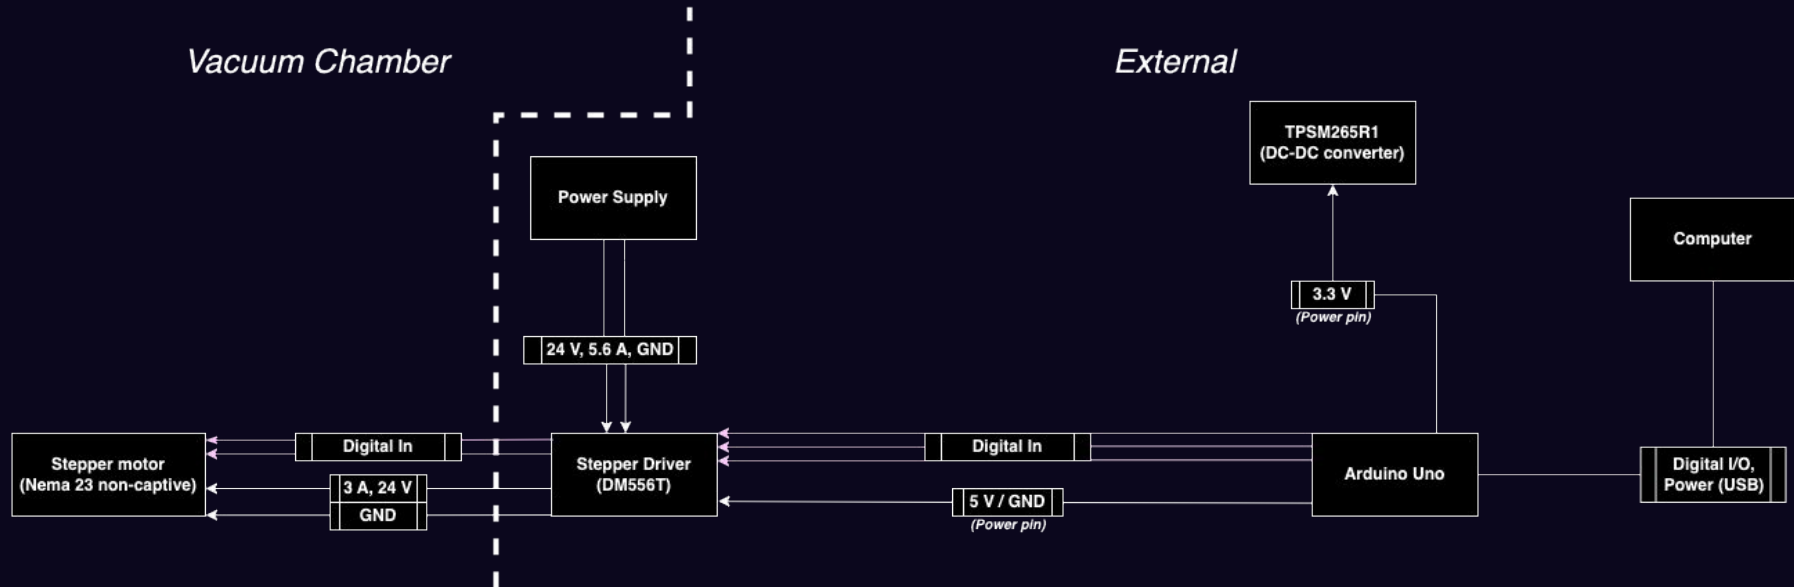 Vacuum Chamber
External
TPSM265R1
(DC-DC converter)
Power Supply
Computer
3.3 V
(Power pin)
24 V, 5.6 A, GND
Stepper motor
(Nema 23 non-captive)
Digital In
3 A, 24 V
GND
Stepper Driver
(DM556T)
Digital In
5 V / GND
(Power pin)
Arduino Uno
Digital I/O,
Power (USB)